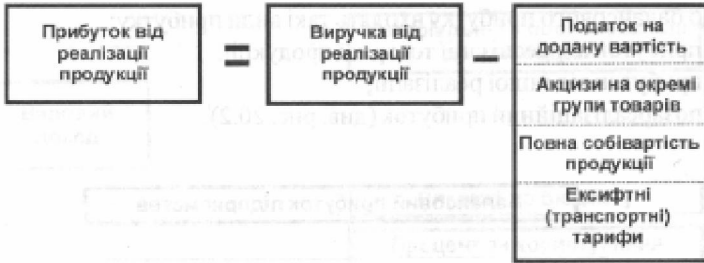 Прибуток від
реалізації
продукції
=
Виручка від
реалізації
продукції
–
Податок на
додану вартість
Акцизи на окремі
групи товарів
Повна собівартість
продукції
Ексифтні
(транспортні)
тарифи